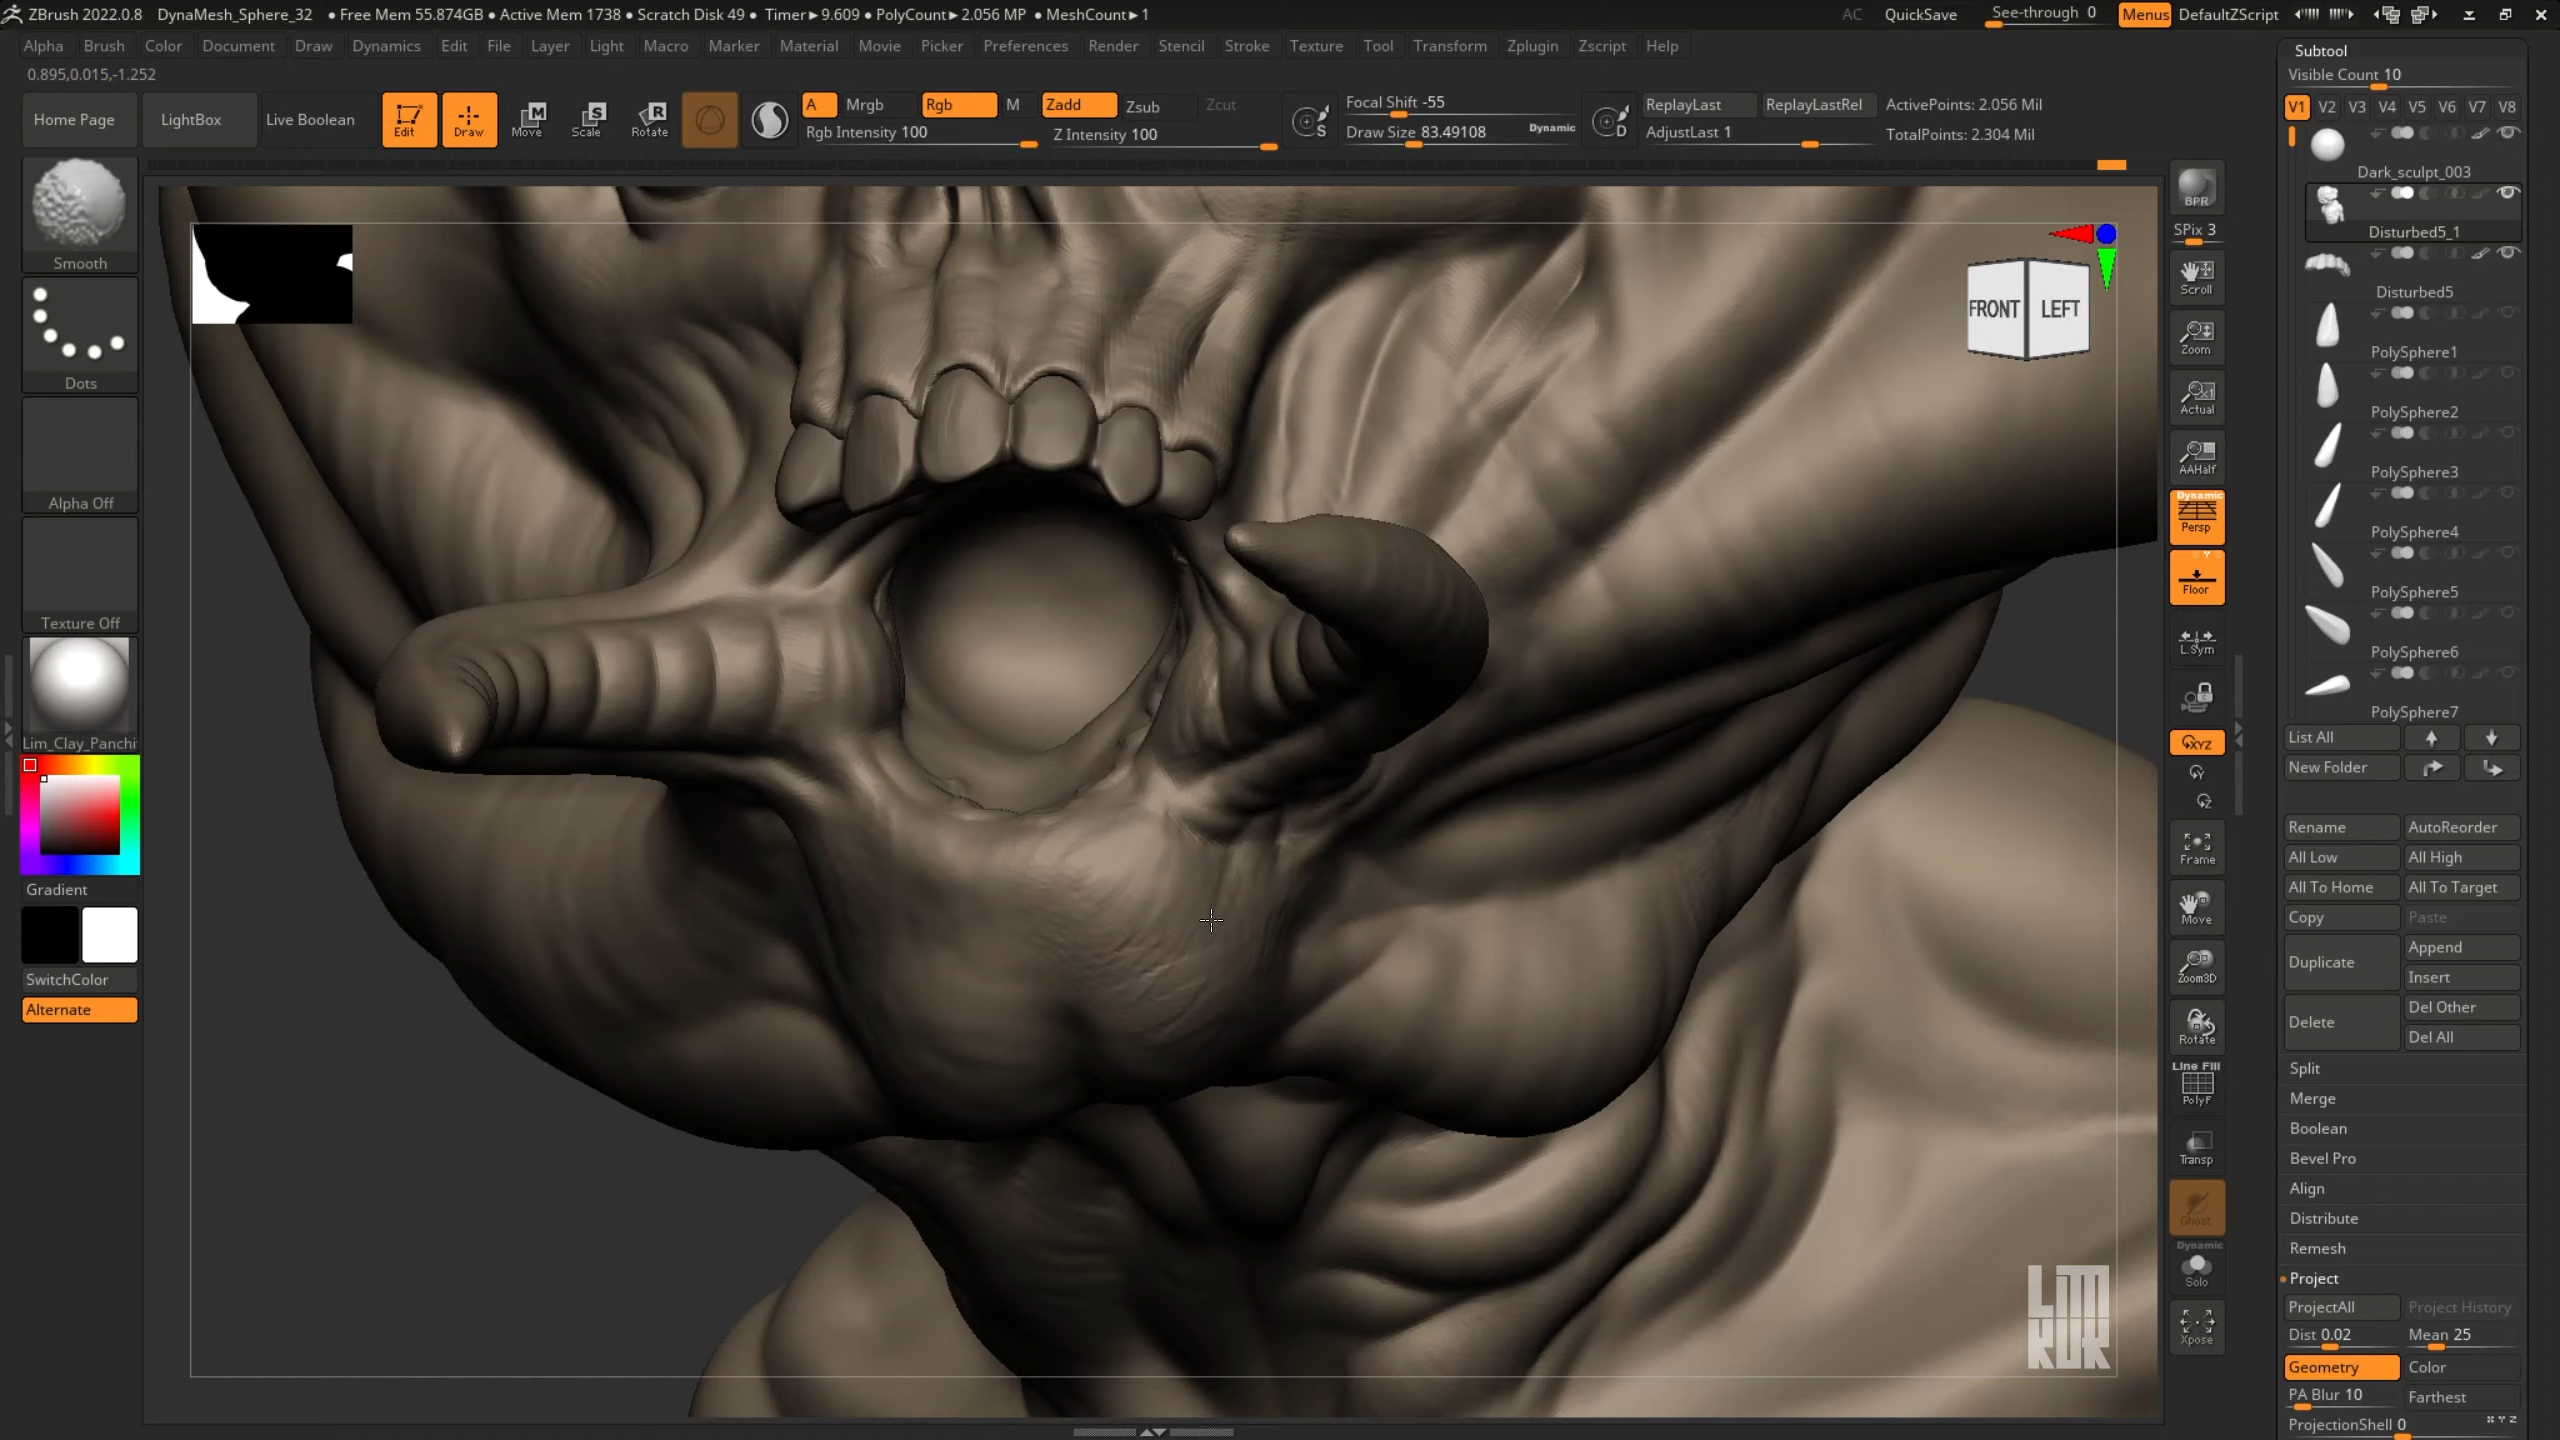 ZBrush 2022.0.8 DynaMesh_Sphere_32 • Free Mem 55.874GB • Active Mem 1738 • Scratch Disk 49 • Timer▸9.609 • PolyCount▸2.056 MP • MeshCount▸1 AC QuickSave See-through 0 Menus DefaultZScript
Alpha Brush Color Document Draw Dynamics Edit File Layer Light Macro Marker Material Movie Picker Preferences Render Stencil Stroke Texture Tool Transform Zplugin Zscript Help
0.895,0.015,-1.252
Home Page LightBox Live Boolean Edit Draw Move Scale Rotate
A Mrgb Rgb M Zadd Zsub Zcut
Rgb Intensity 100 Z Intensity 100
Focal Shift -55
Draw Size 83.49108 Dynamic
ReplayLast ReplayLastRel ActivePoints: 2.056 Mil
AdjustLast 1 TotalPoints: 2.304 Mil
Smooth
Dots
Alpha Off
Texture Off
Lim_Clay_Panchi
Gradient
SwitchColor
Alternate
FRONT LEFT
LIM
RUK
BPR
SPix 3
Scroll
Zoom
Actual
AAHalf
Dynamic
Persp
Floor
L.Sym
XYZ
Y
Z
Frame
Move
Zoom3D
Rotate
Line Fill
PolyF
Transp
Ghost
Dynamic
Solo
Xpose
Subtool
Visible Count 10
V1 V2 V3 V4 V5 V6 V7 V8
Dark_sculpt_003
Disturbed5_1
Disturbed5
PolySphere1
PolySphere2
PolySphere3
PolySphere4
PolySphere5
PolySphere6
PolySphere7
List All
New Folder
Rename AutoReorder
All Low All High
All To Home All To Target
Copy Paste
Duplicate Append
Insert
Delete Del Other
Del All
Split
Merge
Boolean
Bevel Pro
Align
Distribute
Remesh
Project
ProjectAll Project History
Dist 0.02 Mean 25
Geometry Color
PA Blur 10 Farthest
ProjectionShell 0 X Y Z